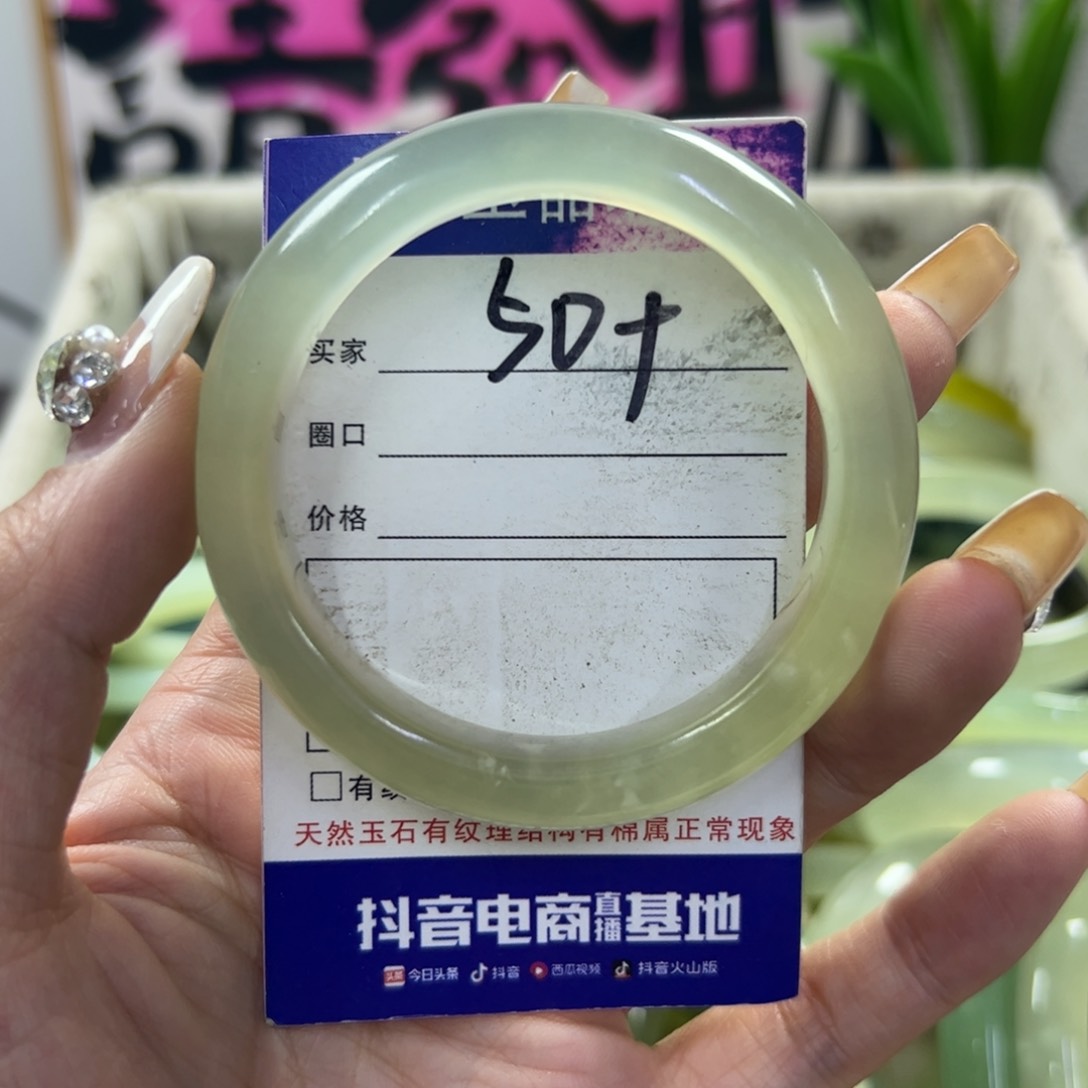 50+
买家
圈口
价格
天然玉石有纹理结构有棉属正常现象
抖音电商直播基地
头条 今日头条 抖音 西瓜视频 抖音火山版